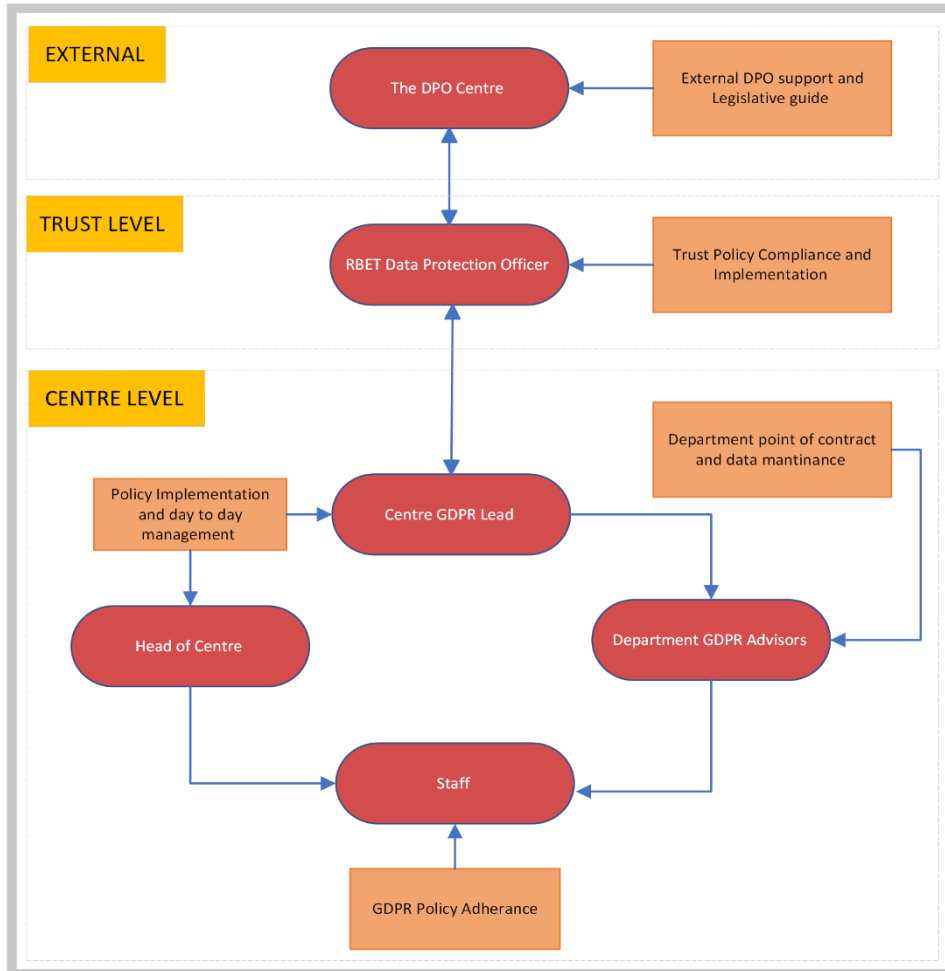 EXTERNAL
The DPO Centre
External DPO support and
Legislative guide
TRUST LEVEL
RBET Data Protection Officer
Trust Policy Compliance and
Implementation
CENTRE LEVEL
Department point of contract
and data mantinance
Policy Implementation
and day to day
management
Centre GDPR Lead
Head of Centre
Department GDPR Advisors
Staff
GDPR Policy Adherance